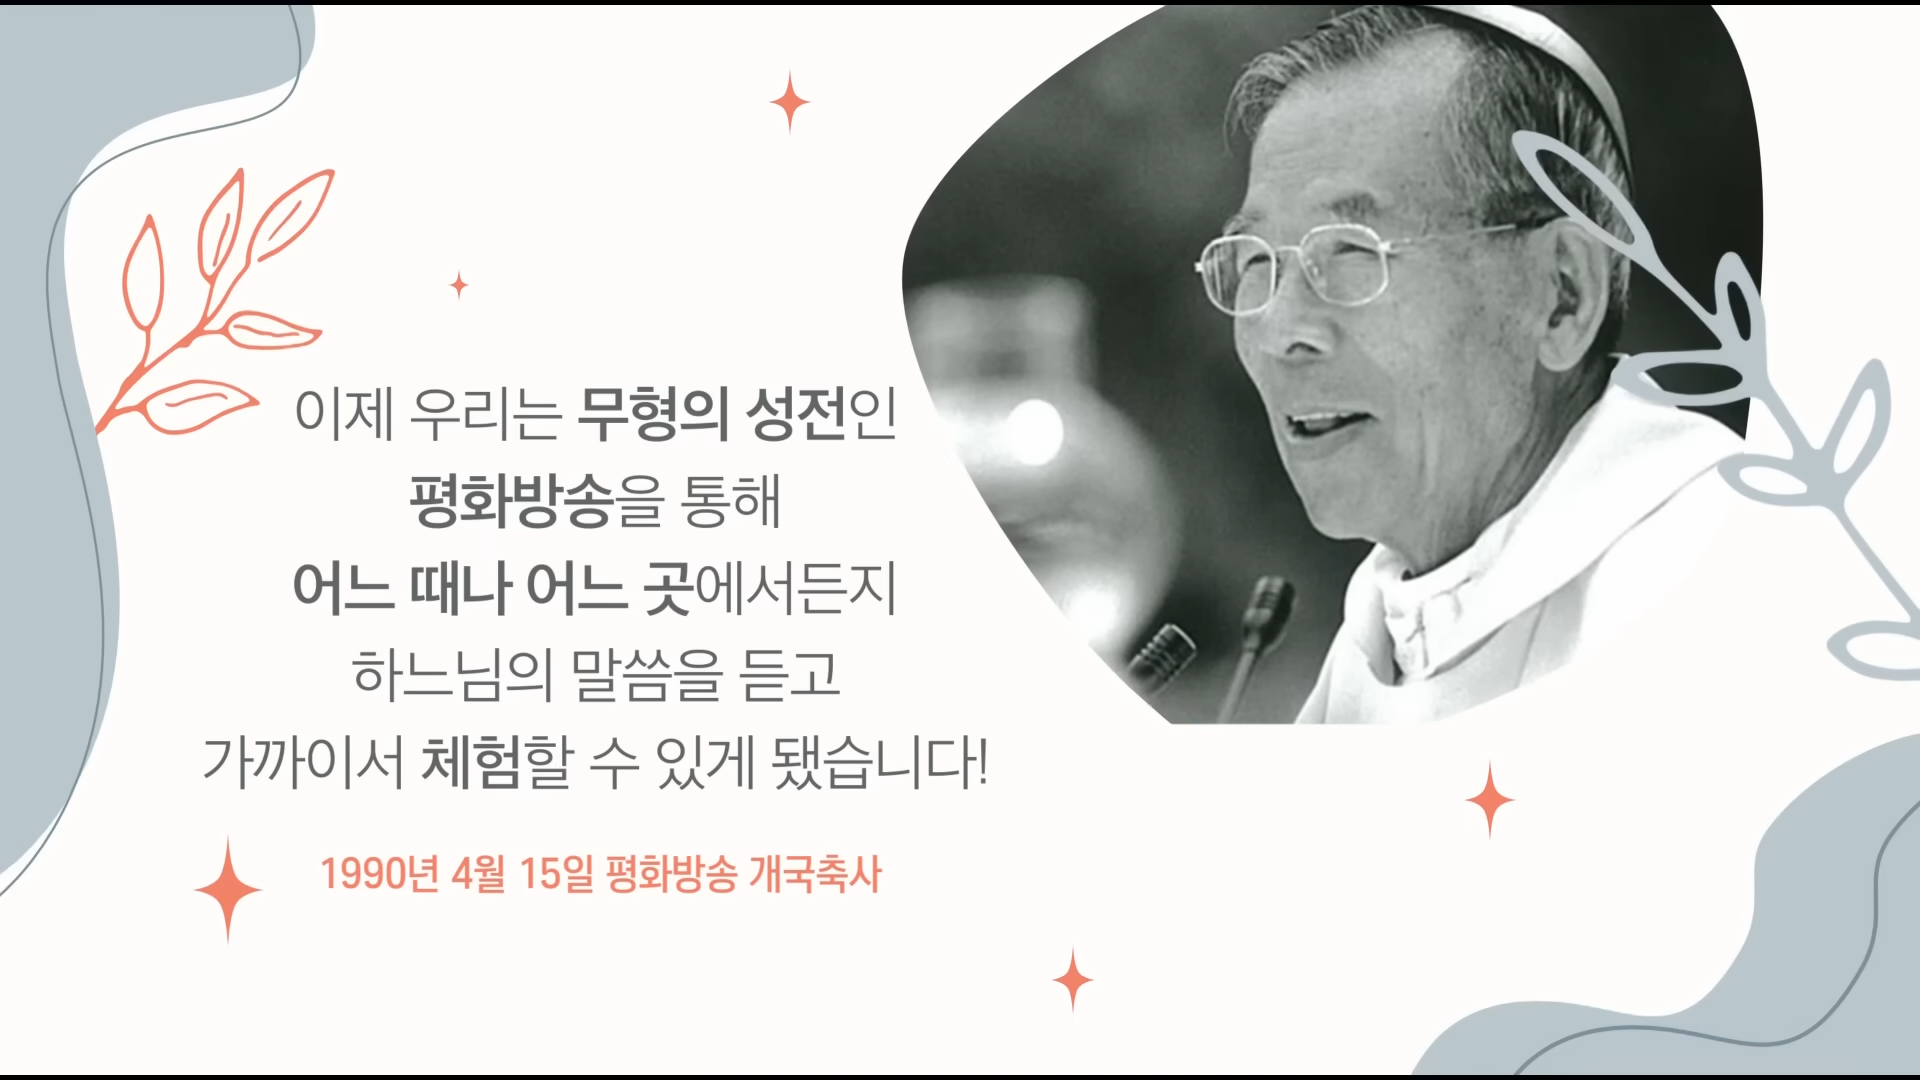 이제 우리는 무형의 성전인
평화방송을 통해
어느 때나 어느 곳에서든지
하느님의 말씀을 듣고
가까이서 체험할 수 있게 됐습니다!
1990년 4월 15일 평화방송 개국축사